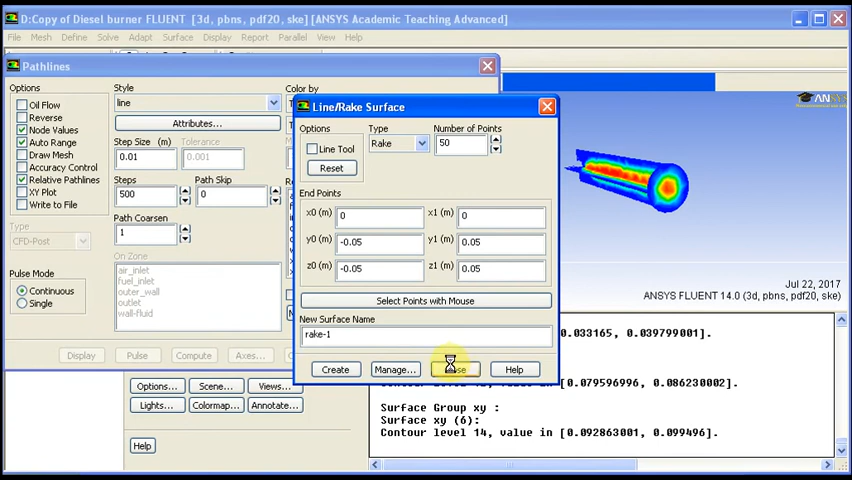 D:Copy of Diesel burner FLUENT [3d, pbns, pdf20, ske] [ANSYS Academic Teaching Advanced]
File Mesh Define Solve Adapt Surface Display Report Parallel View Help
Pathlines
Options
Oil Flow
Reverse
Node Values
Auto Range
Draw Mesh
Accuracy Control
Relative Pathlines
XY Plot
Write to File
Type
CFD-Post
Pulse Mode
Continuous
Single
Style
line
Attributes...
Step Size (m)
Tolerance
0.01
0.001
Steps
Path Skip
500
0
Path Coarsen
1
On Zone
air_inlet
fuel_inlet
outer_wall
outlet
wall-fluid
Color by
Display
Pulse
Compute
Axes...
Line/Rake Surface
Options
Line Tool
Reset
Type
Rake
Number of Points
50
End Points
x0 (m)
0
x1 (m)
0
y0 (m)
-0.05
y1 (m)
0.05
z0 (m)
-0.05
z1 (m)
0.05
Select Points with Mouse
New Surface Name
rake-1
Create
Manage...
Help
ANSYS
Jul 22, 2017
ANSYS FLUENT 14.0 (3d, pbns, pdf20, ske)
0.033165, 0.039799001].
0.079596996, 0.086230002].
Surface Group xy :
Surface xy (6):
Contour level 14, value in [0.092863001, 0.099496].
Options...
Scene...
Views...
Lights...
Colormap...
Annotate...
Help